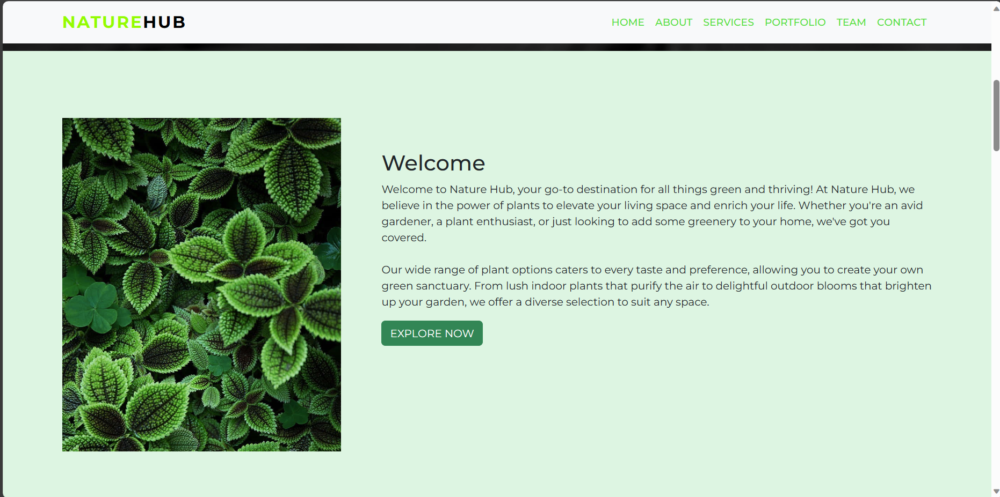 NATUREHUB
HOME ABOUT SERVICES PORTFOLIO TEAM CONTACT
Welcome
Welcome to Nature Hub, your go-to destination for all things green and thriving! At Nature Hub, we
believe in the power of plants to elevate your living space and enrich your life. Whether you're an avid
gardener, a plant enthusiast, or just looking to add some greenery to your home, we've got you
covered.
Our wide range of plant options caters to every taste and preference, allowing you to create your own
green sanctuary. From lush indoor plants that purify the air to delightful outdoor blooms that brighten
up your garden, we offer a diverse selection to suit any space.
EXPLORE NOW